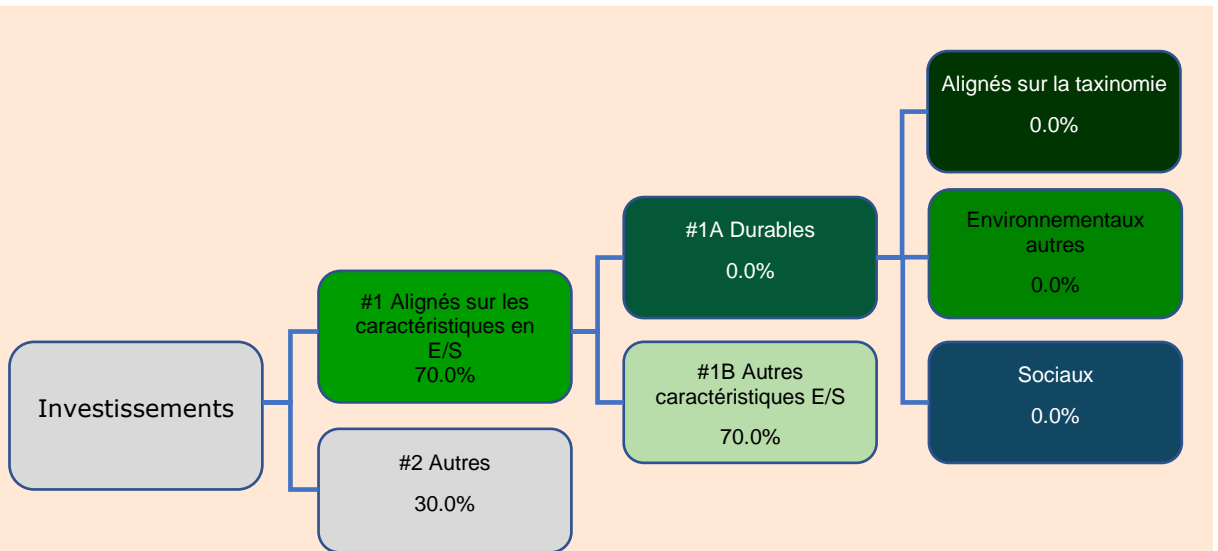 Investissements
#1 Alignés sur les
caractéristiques en
E/S
70.0%
#2 Autres
30.0%
#1A Durables
0.0%
#1B Autres
caractéristiques E/S
70.0%
Alignés sur la taxinomie
0.0%
Environnementaux
autres
0.0%
Sociaux
0.0%